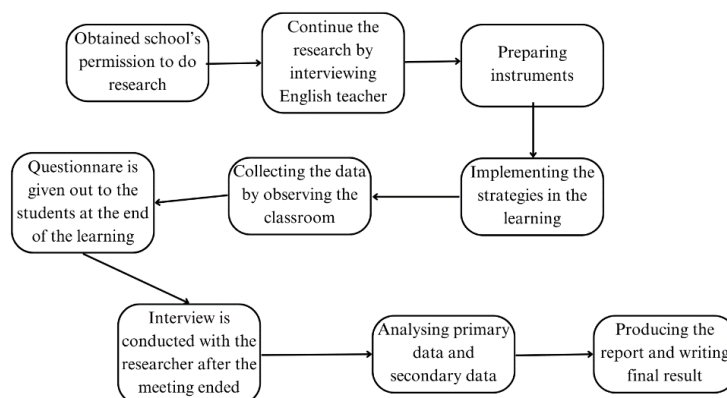 Obtained school's
permission to do
research
Continue the
research by
interviewing
English teacher
Preparing
instruments
Implementing the
strategies in the
learning
Collecting the data
by observing the
classroom
Questionnare is
given out to the
students at the end
of the learning
Interview is
conducted with the
researcher after the
meeting ended
Analysing primary
data and
secondary data
Producing the
report and writing
final result